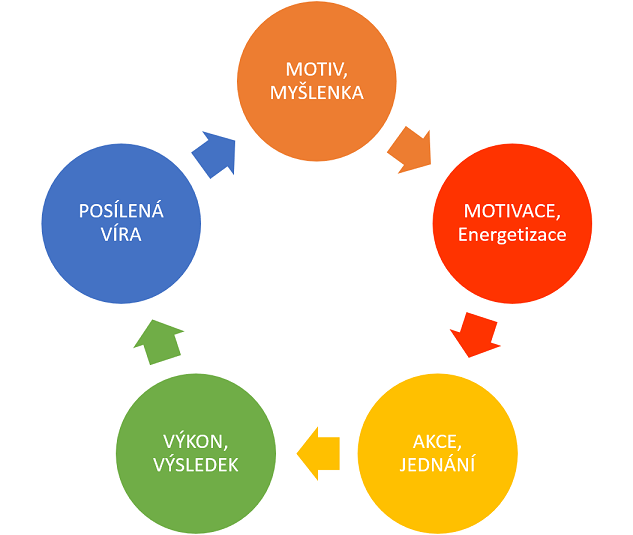 MOTIV,
MYŠLENKA
MOTIVACE,
Energetizace
AKCE,
JEDNÁNÍ
VÝKON,
VÝSLEDEK
POSÍLENÁ
VÍRA